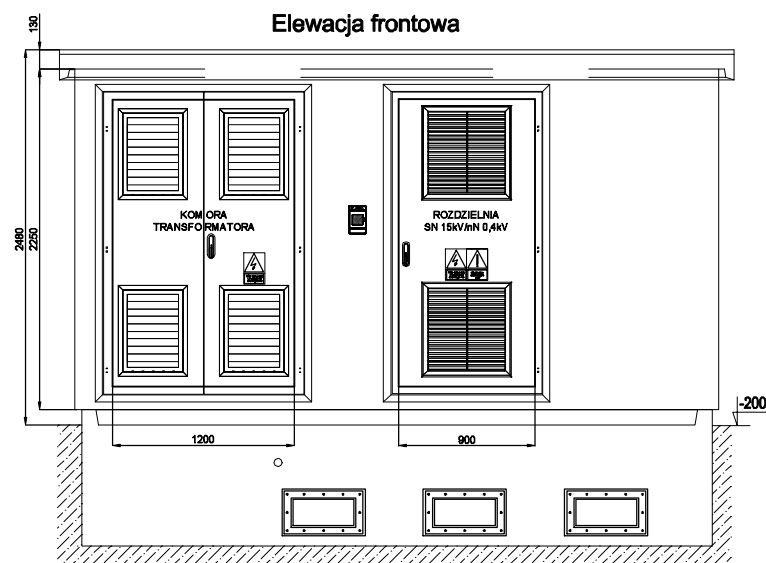 Elewacja frontowa
130
KOMORA
TRANSFORMATORA
ROZDZIELNIA
SN 15kV/nN 0,4kV
2480
2250
-200
1200
900